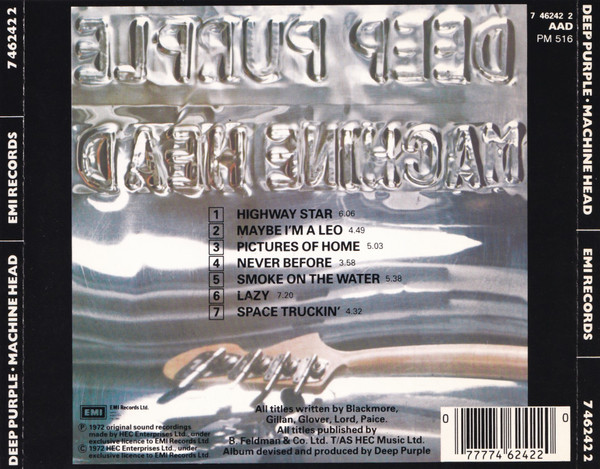 7 46242 2
EMI RECORDS
DEEP PURPLE · MACHINE HEAD
DEEP PURPLE
MACHINE HEAD
7 46242 2
AAD
PM 516
1 HIGHWAY STAR 6.06
2 MAYBE I'M A LEO 4.49
3 PICTURES OF HOME 5.03
4 NEVER BEFORE 3.58
5 SMOKE ON THE WATER 5.38
6 LAZY 7.20
7 SPACE TRUCKIN' 4.32
EMI EMI Records Ltd.
℗ 1972 original sound recordings
made by HEC Enterprises Ltd., under
exclusive licence to EMI Records Ltd.
© 1972 HEC Enterprises Ltd., under
exclusive licence to EMI Records Ltd.
All titles written by Blackmore,
Gillan, Glover, Lord, Paice.
All titles published by
B. Feldman & Co. Ltd. T/AS HEC Music Ltd.
Album devised and produced by Deep Purple
0 77774 62422 0
DEEP PURPLE · MACHINE HEAD
EMI RECORDS
7 46242 2